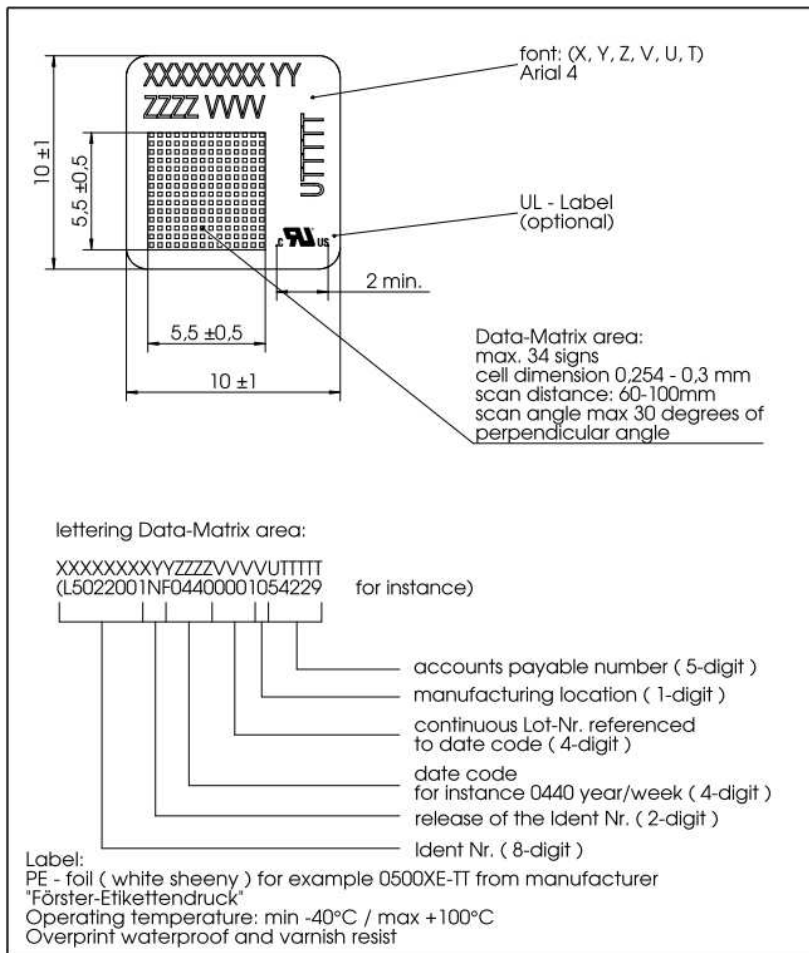 font: (X, Y, Z, V, U, T)
Arial 4
XXXXXXXX YY
ZZZZ VVVV
UTTTTT
10 ±1
5,5 ±0,5
UL - Label
(optional)
c RU US
2 min.
5,5 ±0,5
10 ±1
Data-Matrix area:
max. 34 signs
cell dimension 0,254 - 0,3 mm
scan distance: 60-100mm
scan angle max 30 degrees of
perpendicular angle
lettering Data-Matrix area:
XXXXXXXXYYZZZZVVVVUTTTTT
(L5022001NF04400001054229 for instance)
accounts payable number ( 5-digit )
manufacturing location ( 1-digit )
continuous Lot-Nr. referenced
to date code ( 4-digit )
date code
for instance 0440 year/week ( 4-digit )
release of the Ident Nr. ( 2-digit )
Ident Nr. ( 8-digit )
Label:
PE - foil ( white sheeny ) for example 0500XE-TT from manufacturer
"Förster-Etikettendruck"
Operating temperature: min -40°C / max +100°C
Overprint waterproof and varnish resist